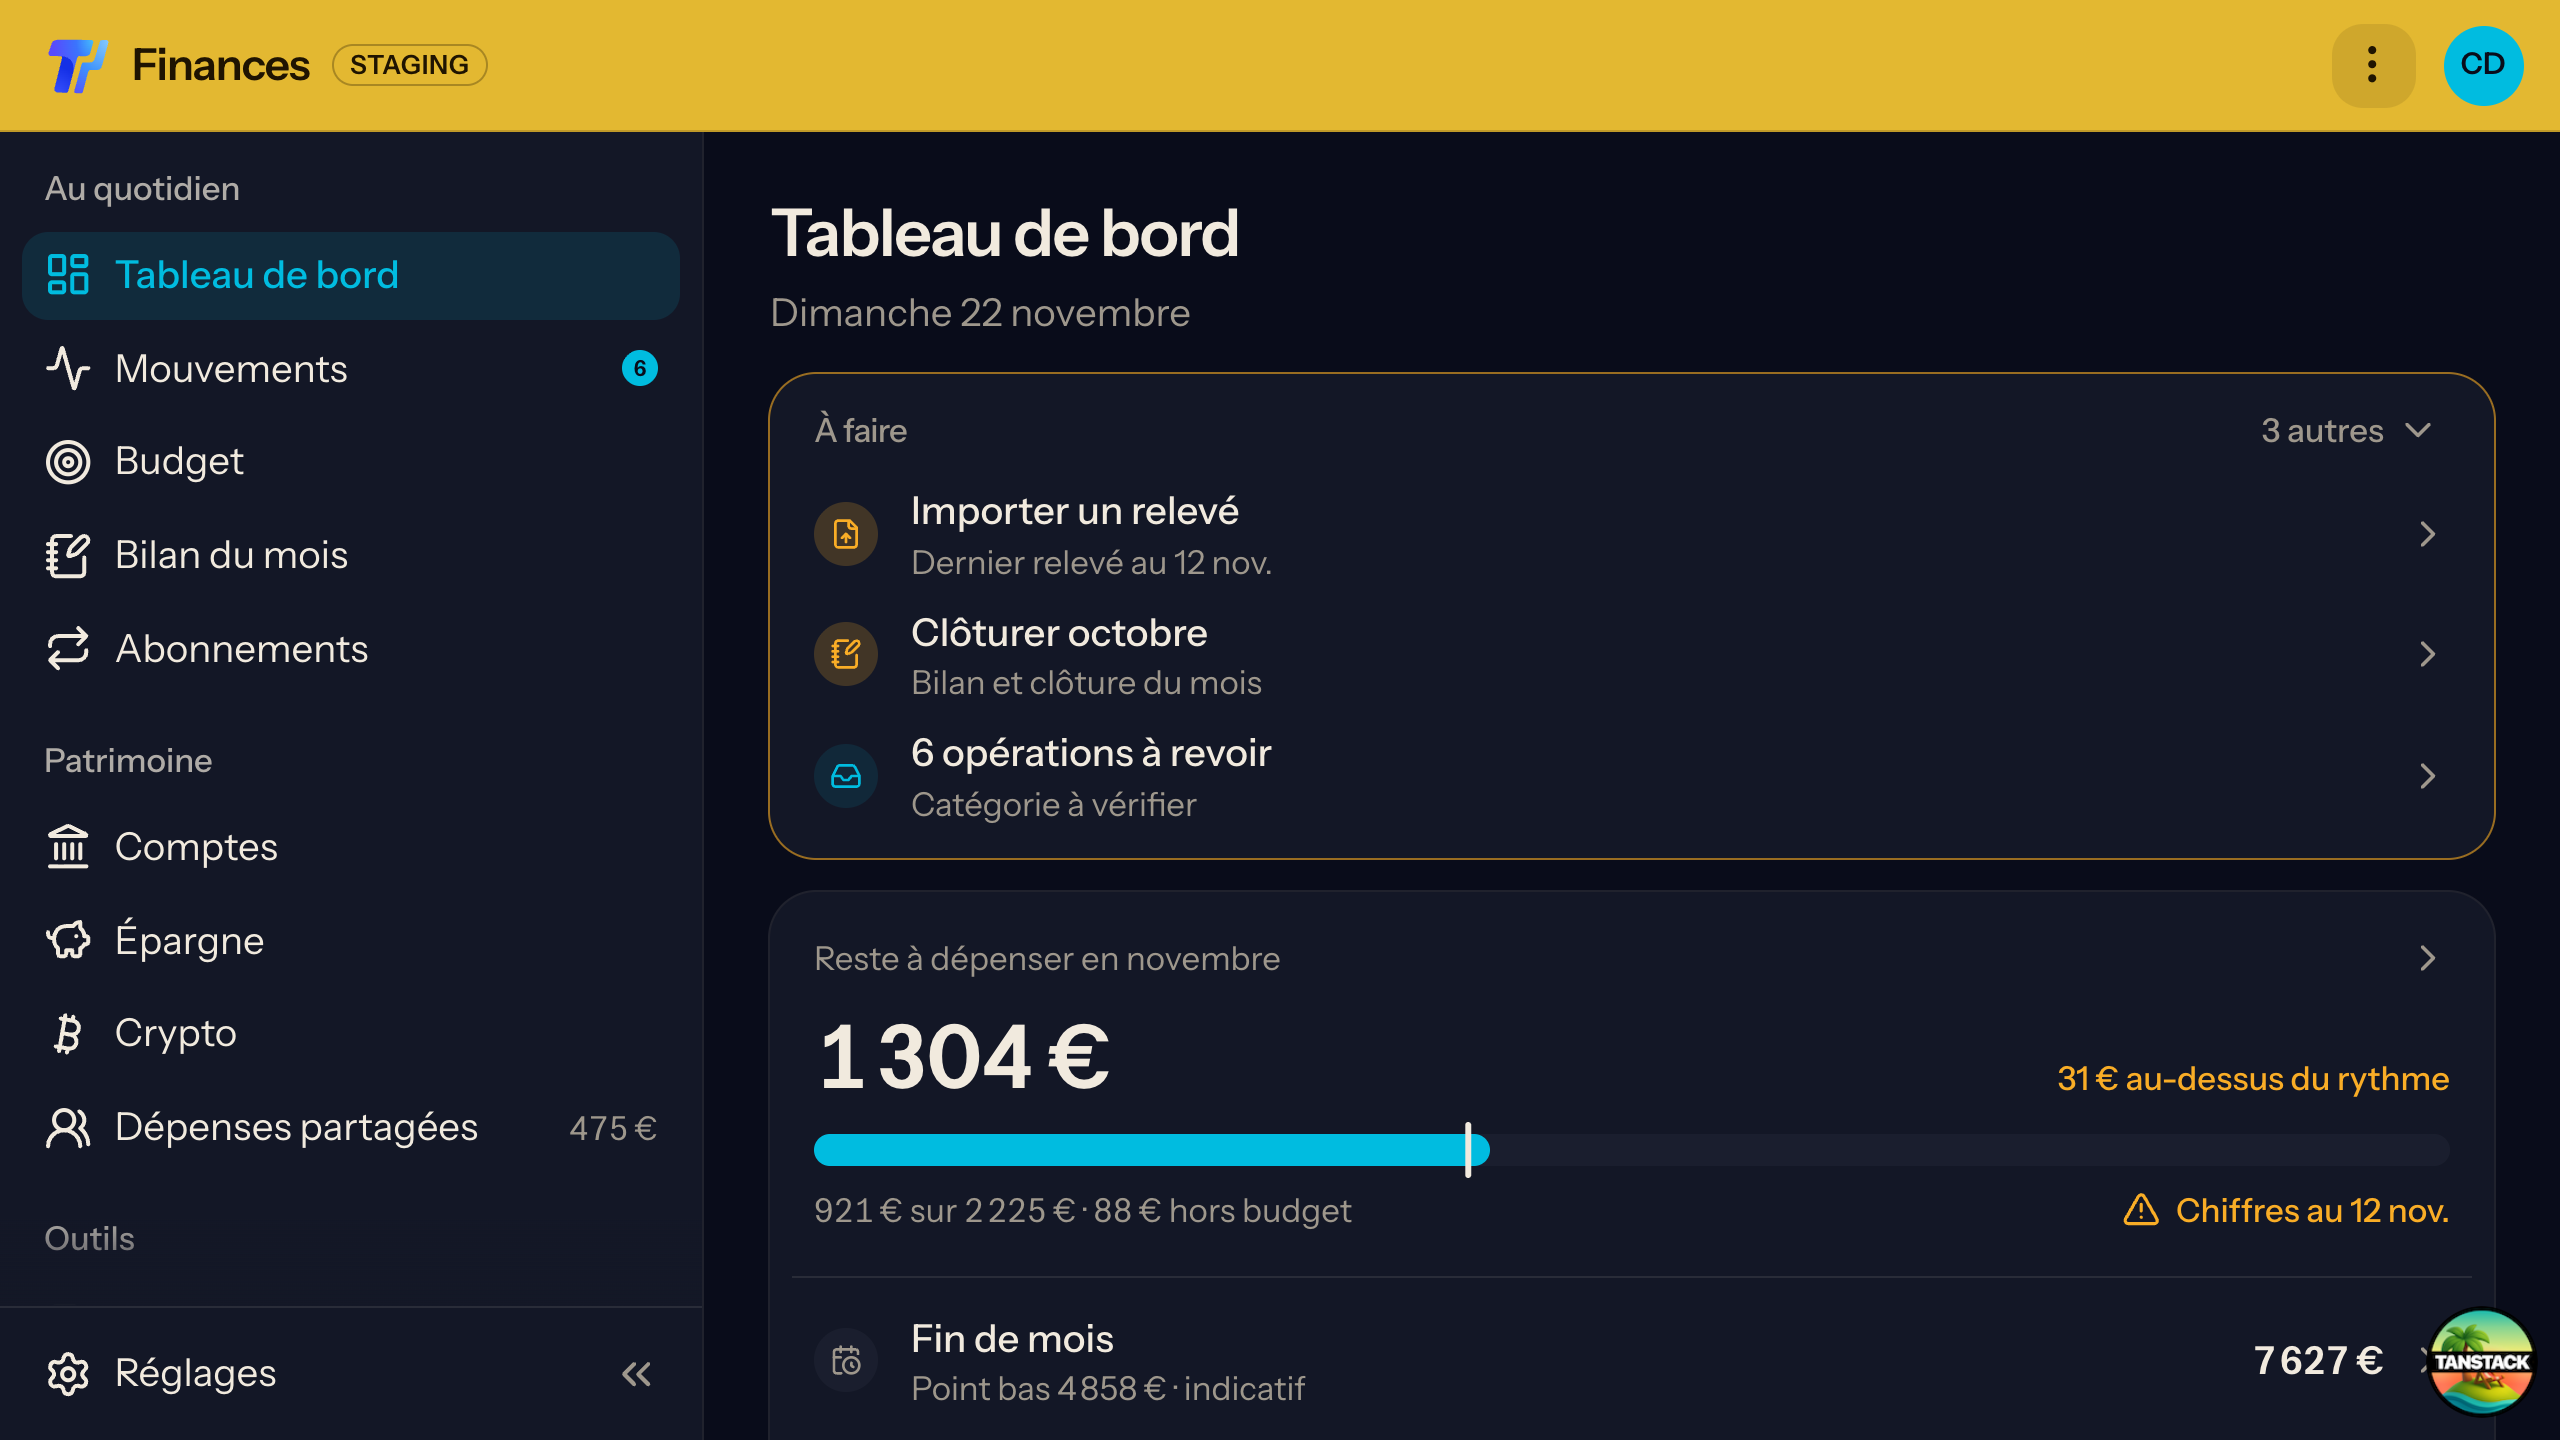 Finances
STAGING
CD
Au quotidien
Tableau de bord
Mouvements
6
Budget
Bilan du mois
Abonnements
Patrimoine
Comptes
Épargne
Crypto
Dépenses partagées
475 €
Outils
Réglages
Tableau de bord
Dimanche 22 novembre
À faire
3 autres
Importer un relevé
Dernier relevé au 12 nov.
Clôturer octobre
Bilan et clôture du mois
6 opérations à revoir
Catégorie à vérifier
Reste à dépenser en novembre
1 304 €
31 € au-dessus du rythme
921 € sur 2 225 € · 88 € hors budget
Chiffres au 12 nov.
Fin de mois
Point bas 4 858 € · indicatif
7 627 €
TANSTACK